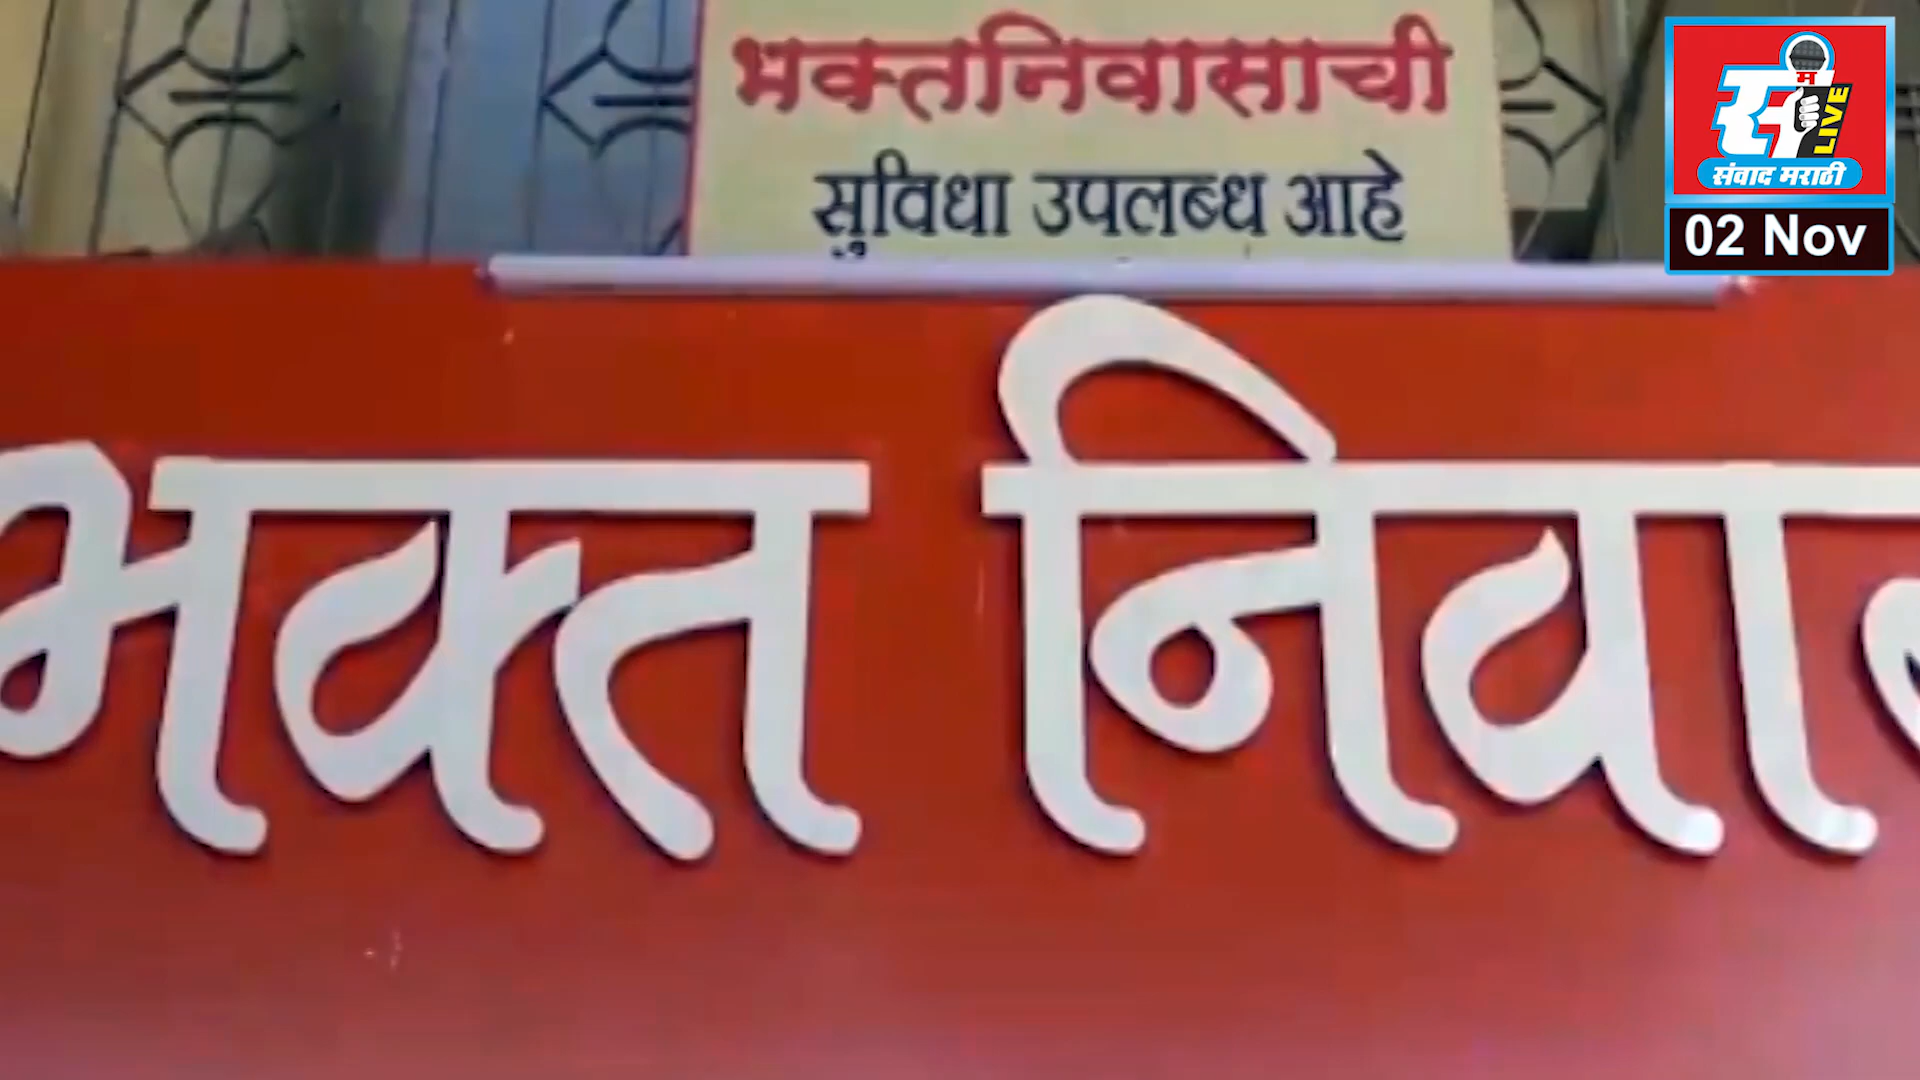 भक्तनिवासाची
सुविधा उपलब्ध आहे
भक्त
म
LIVE
संवाद मराठी
02 Nov